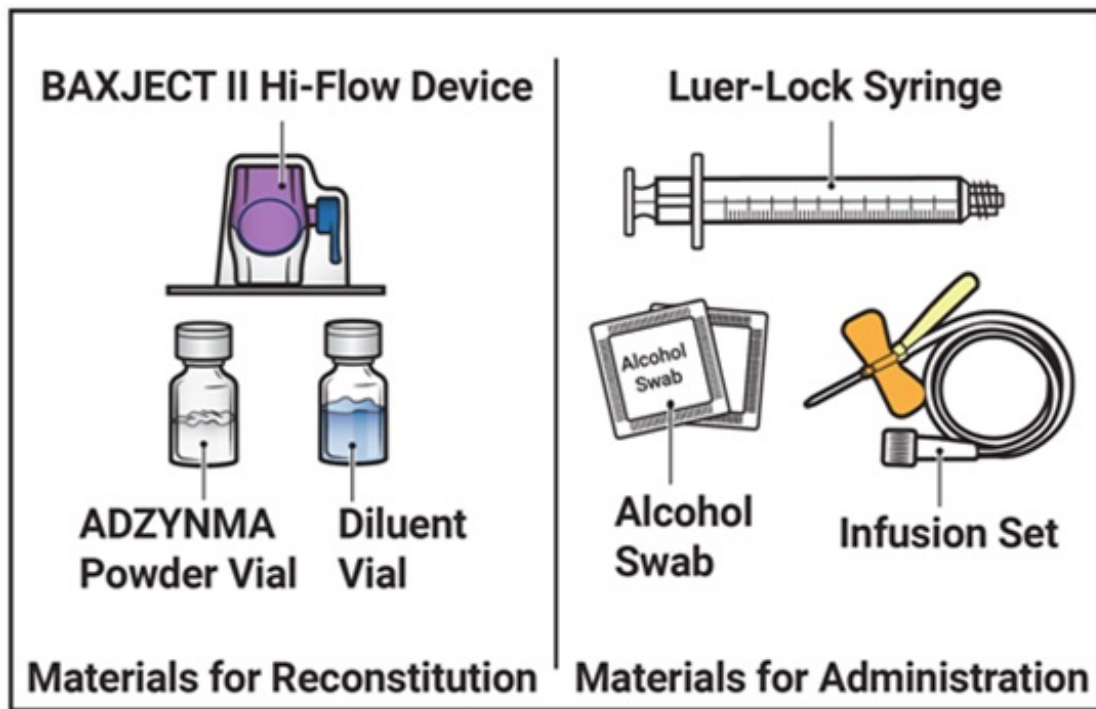 BAXJECT II Hi-Flow Device
ADZYNMA
Powder Vial
Diluent
Vial
Materials for Reconstitution
Luer-Lock Syringe
Alcohol
Swab
Alcohol
Swab
Infusion Set
Materials for Administration